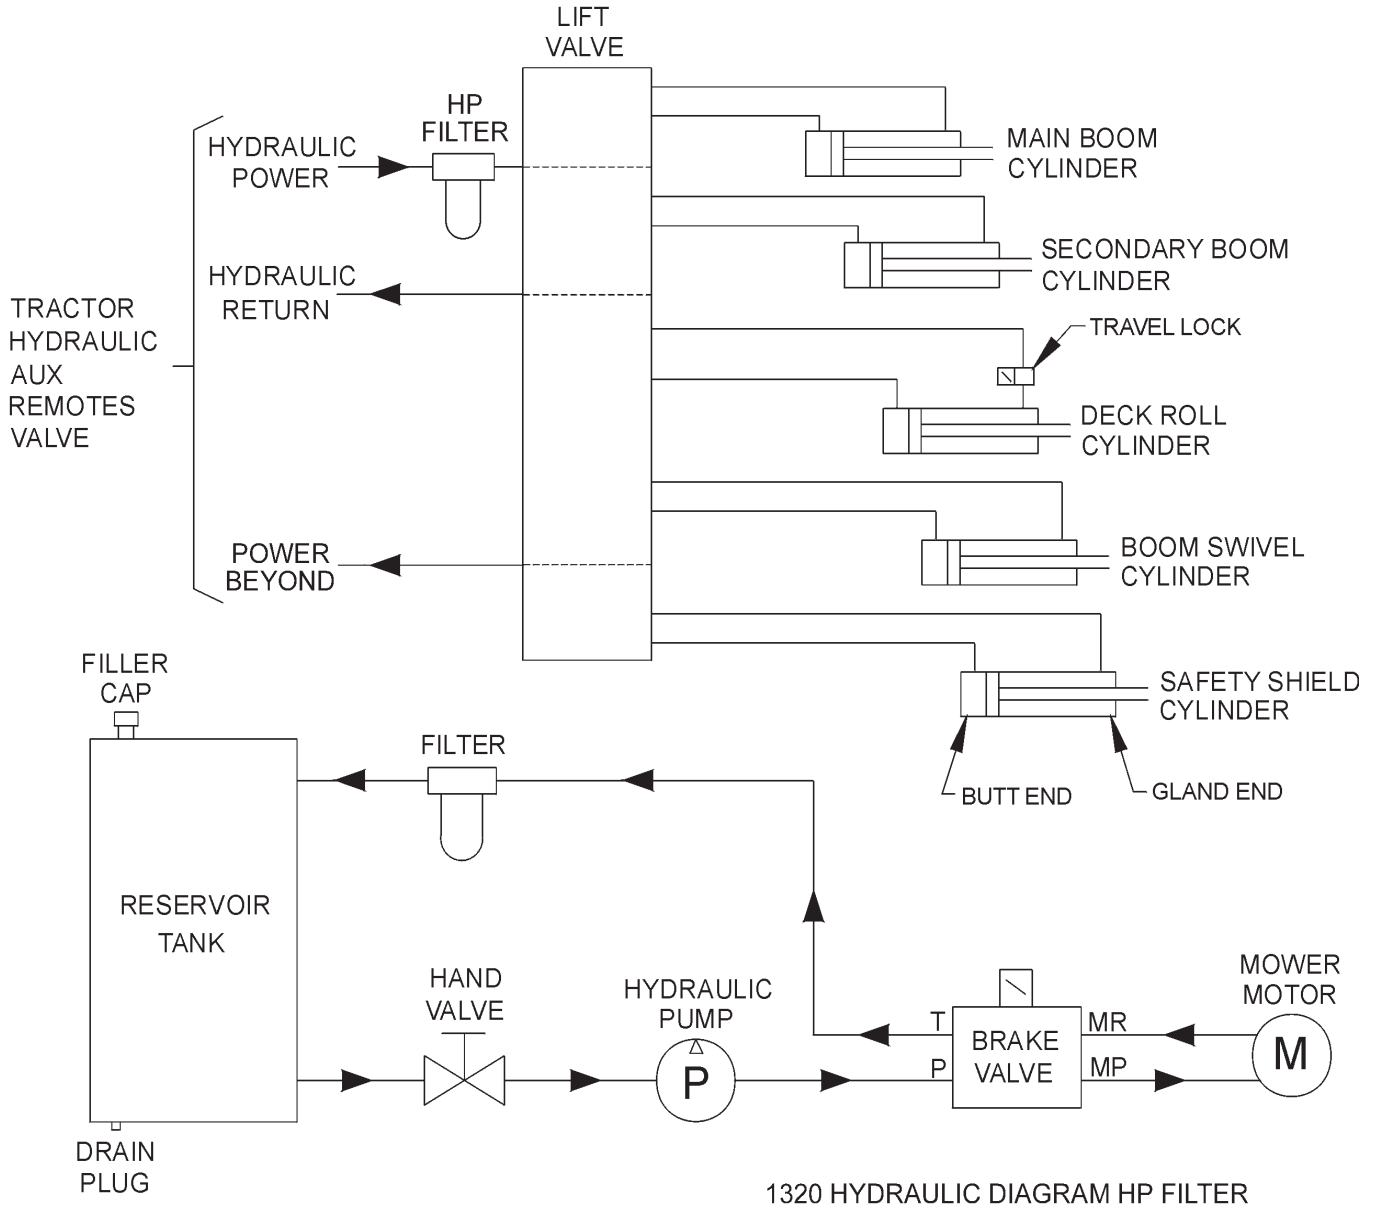 LIFT
VALVE
HP
FILTER
HYDRAULIC
POWER
HYDRAULIC
RETURN
TRACTOR
HYDRAULIC
AUX
REMOTES
VALVE
POWER
BEYOND
MAIN BOOM
CYLINDER
SECONDARY BOOM
CYLINDER
TRAVEL LOCK
DECK ROLL
CYLINDER
BOOM SWIVEL
CYLINDER
SAFETY SHIELD
CYLINDER
BUTT END
GLAND END
FILLER
CAP
FILTER
RESERVOIR
TANK
HAND
VALVE
HYDRAULIC
PUMP
P
T
P
BRAKE
VALVE
MR
MP
MOWER
MOTOR
M
DRAIN
PLUG
1320 HYDRAULIC DIAGRAM HP FILTER